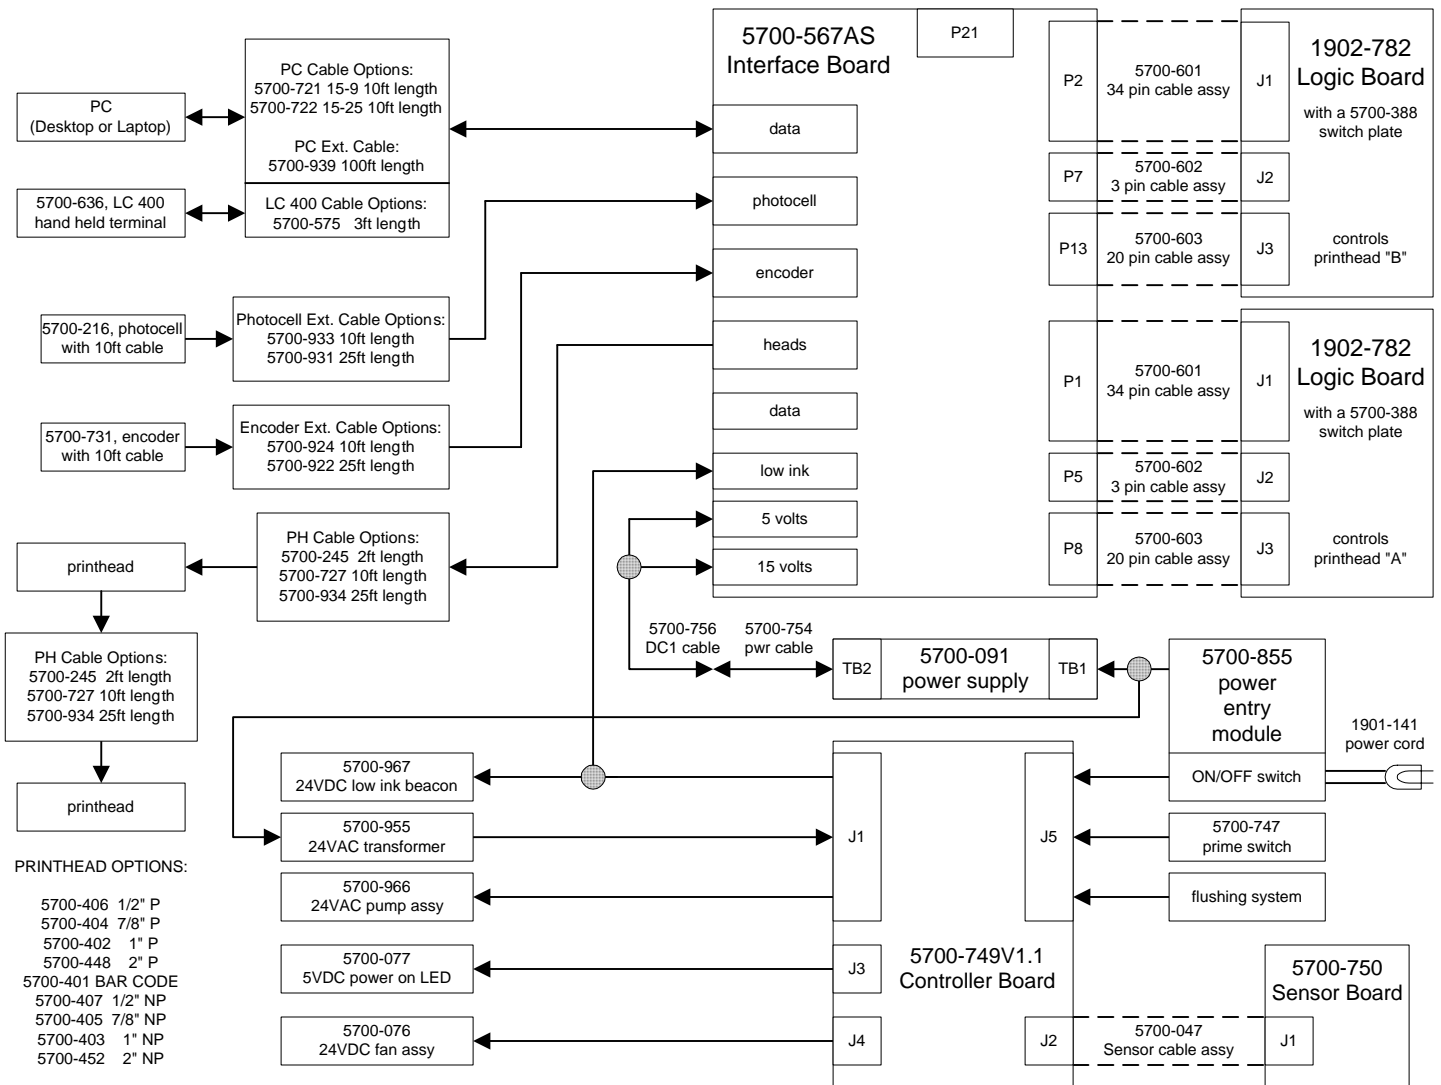 5700-567AS
Interface Board
P21
1902-782
Logic Board
with a 5700-388
switch plate
controls
printhead "B"
P2
5700-601
34 pin cable assy
J1
P7
5700-602
3 pin cable assy
J2
P13
5700-603
20 pin cable assy
J3
PC Cable Options:
5700-721 15-9 10ft length
5700-722 15-25 10ft length
PC Ext. Cable:
5700-939 100ft length
PC
(Desktop or Laptop)
data
5700-636, LC 400
hand held terminal
LC 400 Cable Options:
5700-575 3ft length
photocell
encoder
5700-216, photocell
with 10ft cable
Photocell Ext. Cable Options:
5700-933 10ft length
5700-931 25ft length
heads
data
5700-731, encoder
with 10ft cable
Encoder Ext. Cable Options:
5700-924 10ft length
5700-922 25ft length
low ink
5 volts
15 volts
1902-782
Logic Board
with a 5700-388
switch plate
controls
printhead "A"
P1
5700-601
34 pin cable assy
J1
P5
5700-602
3 pin cable assy
J2
P8
5700-603
20 pin cable assy
J3
printhead
PH Cable Options:
5700-245 2ft length
5700-727 10ft length
5700-934 25ft length
PH Cable Options:
5700-245 2ft length
5700-727 10ft length
5700-934 25ft length
printhead
5700-756
DC1 cable
5700-754
pwr cable
TB2
5700-091
power supply
TB1
5700-855
power
entry
module
1901-141
power cord
ON/OFF switch
5700-967
24VDC low ink beacon
5700-955
24VAC transformer
5700-966
24VAC pump assy
5700-077
5VDC power on LED
5700-076
24VDC fan assy
J1
J3
J4
5700-749V1.1
Controller Board
J5
J2
5700-747
prime switch
flushing system
5700-047
Sensor cable assy
5700-750
Sensor Board
J1
PRINTHEAD OPTIONS:
5700-406 1/2" P
5700-404 7/8" P
5700-402 1" P
5700-448 2" P
5700-401 BAR CODE
5700-407 1/2" NP
5700-405 7/8" NP
5700-403 1" NP
5700-452 2" NP